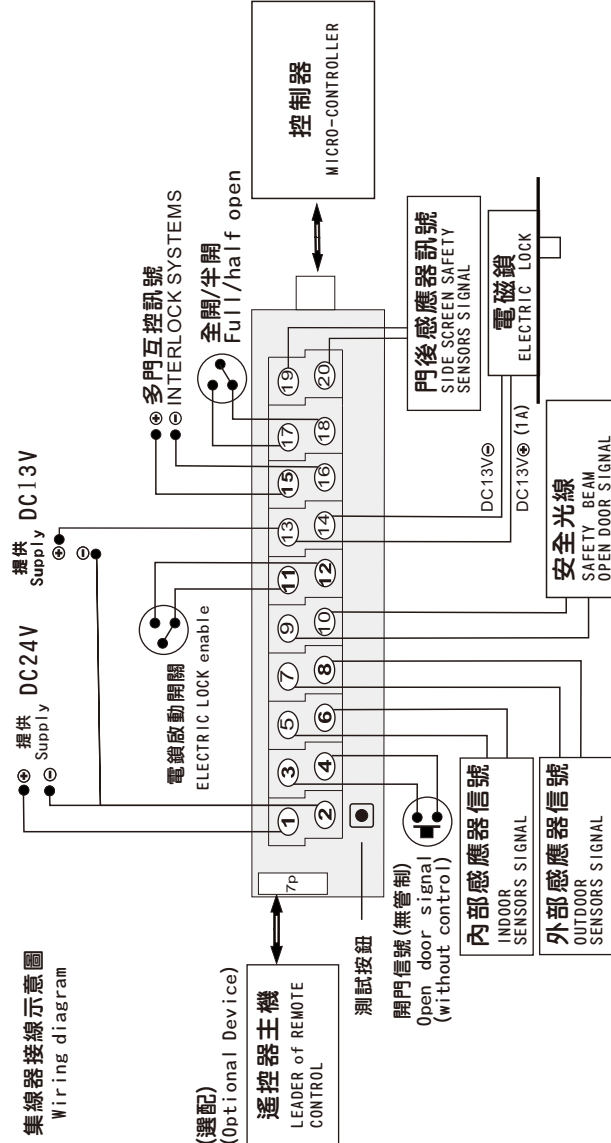 集線器接線示意圖
Wiring diagram
提供
Supply DC24V
⊕
⊖
提供
Supply DC13V
⊕
⊖
多門互控訊號
INTERLOCK SYSTEMS
⊕
⊖
電鎖啟動開關
ELECTRIC LOCK enable
全開/半開
Full/half open
(選配)
(Optional Device)
遙控器主機
LEADER of REMOTE
CONTROL
7p
1 3 5 7 9 11 13 15 17 19
2 4 6 8 10 12 14 16 18 20
控制器
MICRO-CONTROLLER
測試按鈕
開門信號(無管制)
Open door signal
(without control)
內部感應器信號
INDOOR
SENSORS SIGNAL
外部感應器信號
OUTDOOR
SENSORS SIGNAL
安全光線
SAFETY BEAM
OPEN DOOR SIGNAL
DC13V⊖
DC13V⊕ (1A)
門後感應器訊號
SIDE SCREEN SAFETY
SENSORS SIGNAL
電磁鎖
ELECTRIC LOCK